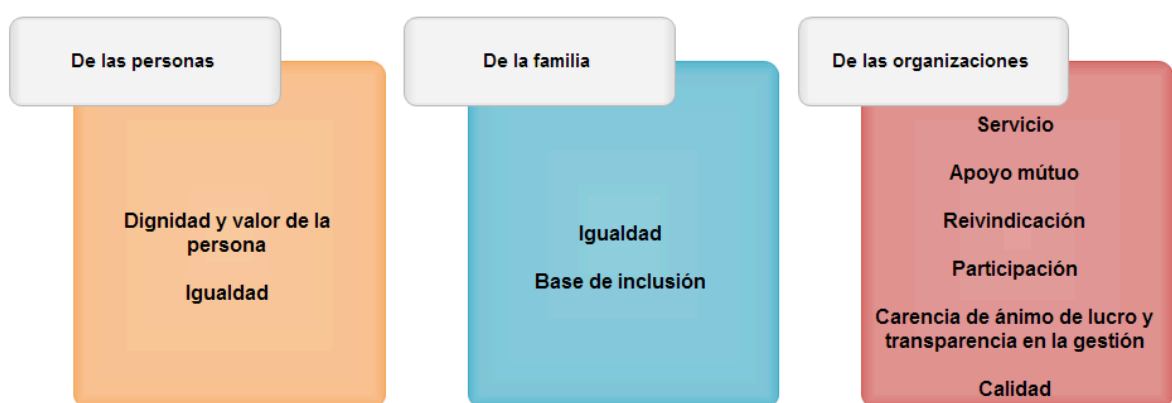 De las personas
Dignidad y valor de la
persona
Igualdad
De la familia
Igualdad
Base de inclusión
De las organizaciones
Servicio
Apoyo mútuo
Reivindicación
Participación
Carencia de ánimo de lucro y
transparencia en la gestión
Calidad